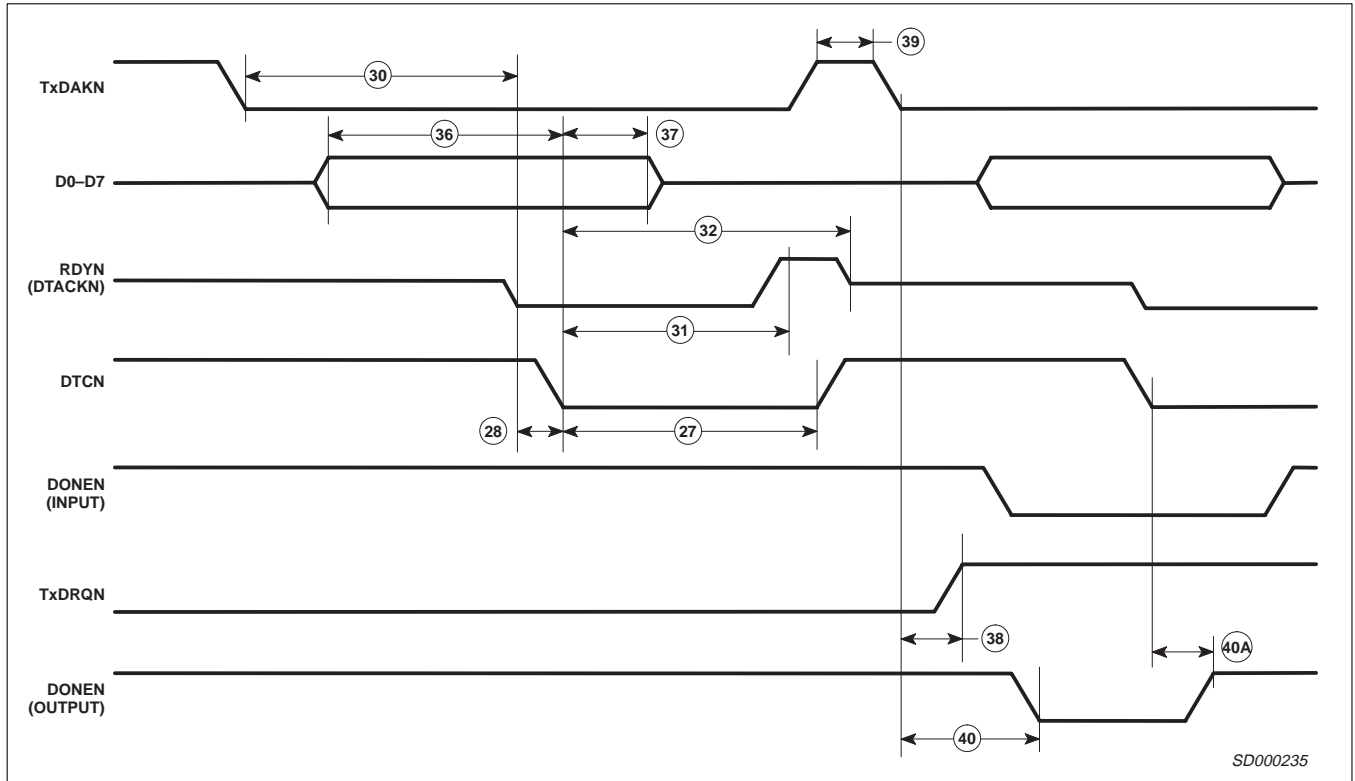 39
30
TxDAKN
36
37
D0–D7
32
RDYN
(DTACKN)
31
DTCN
28
27
DONEN
(INPUT)
TxDRQN
38
40A
DONEN
(OUTPUT)
40
SD000235